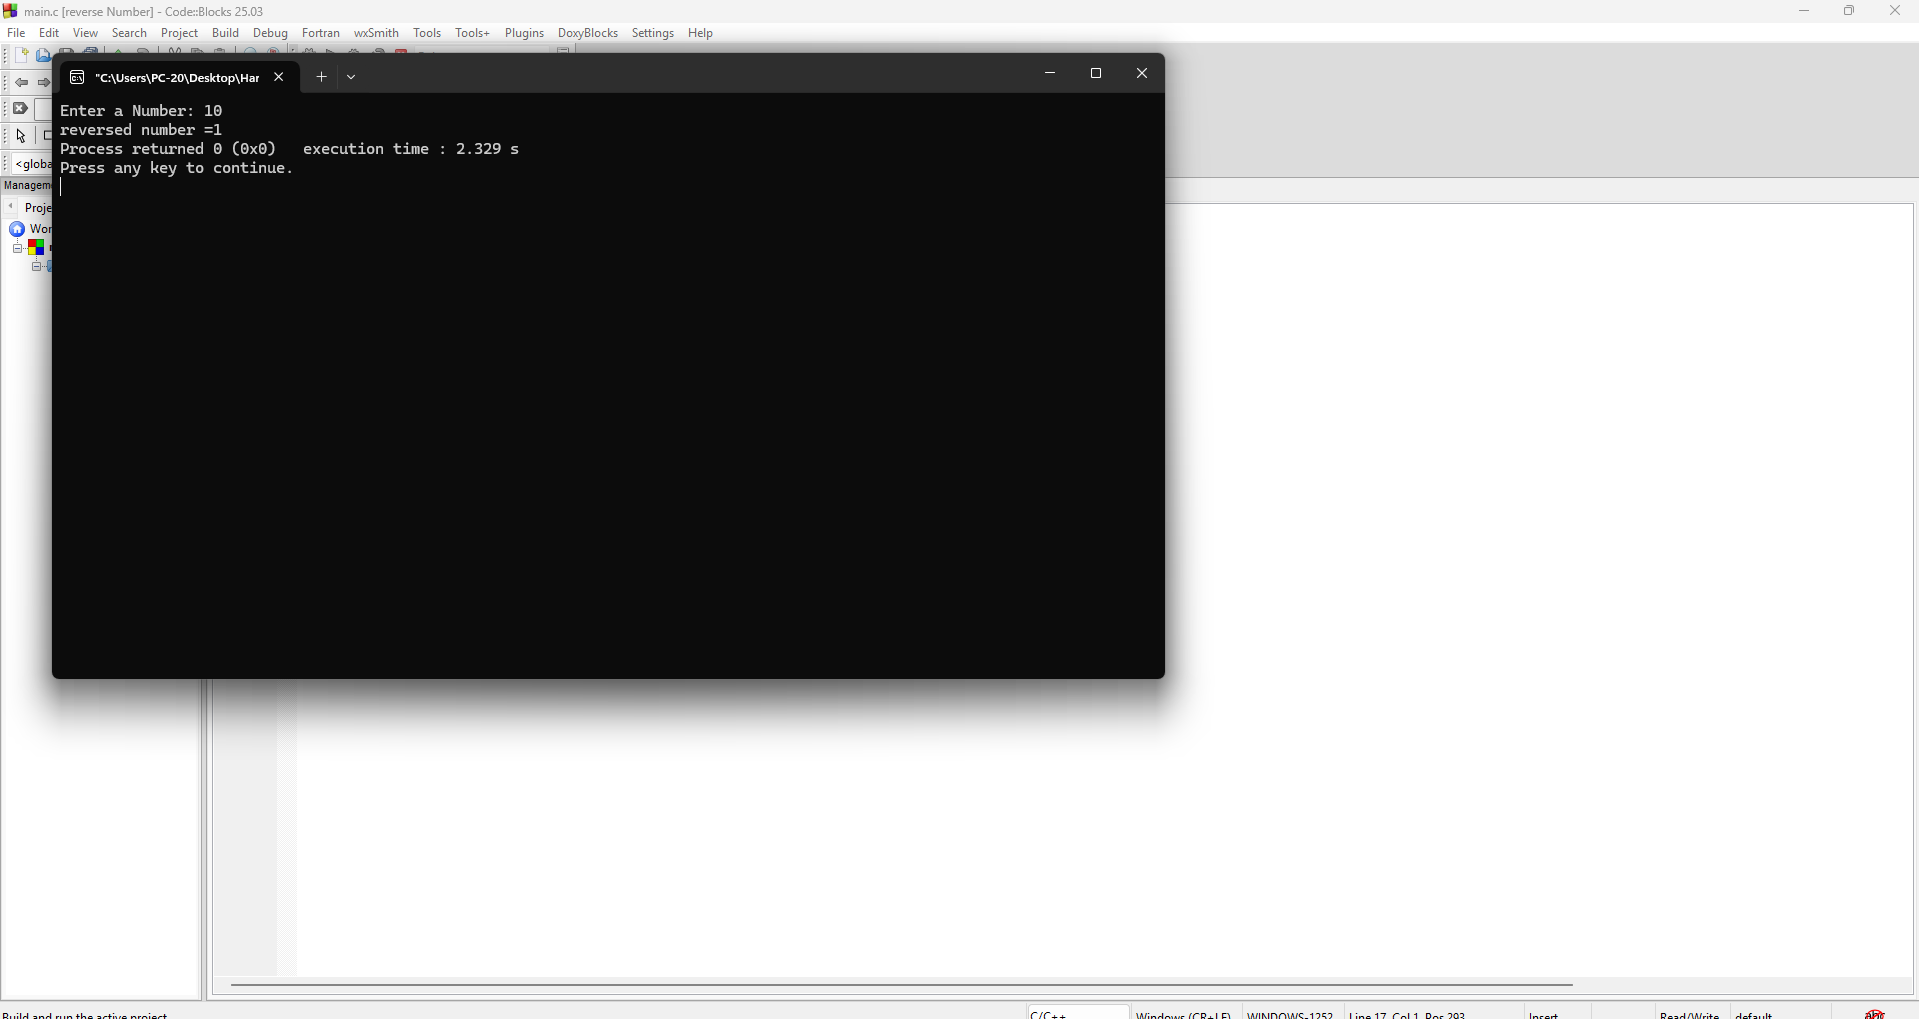 main.c [reverse Number] - Code::Blocks 25.03
File Edit View Search Project Build Debug Fortran wxSmith Tools Tools+ Plugins DoxyBlocks Settings Help
"C:\Users\PC-20\Desktop\Har
Enter a Number: 10
reversed number =1
Process returned 0 (0x0)   execution time : 2.329 s
Press any key to continue.
<globa
Managem
Proje
Wor
Build and run the active project
C/C++ Windows (CR+LF) WINDOWS-1252 Line 17, Col 1, Pos 293 Insert Read/Write default